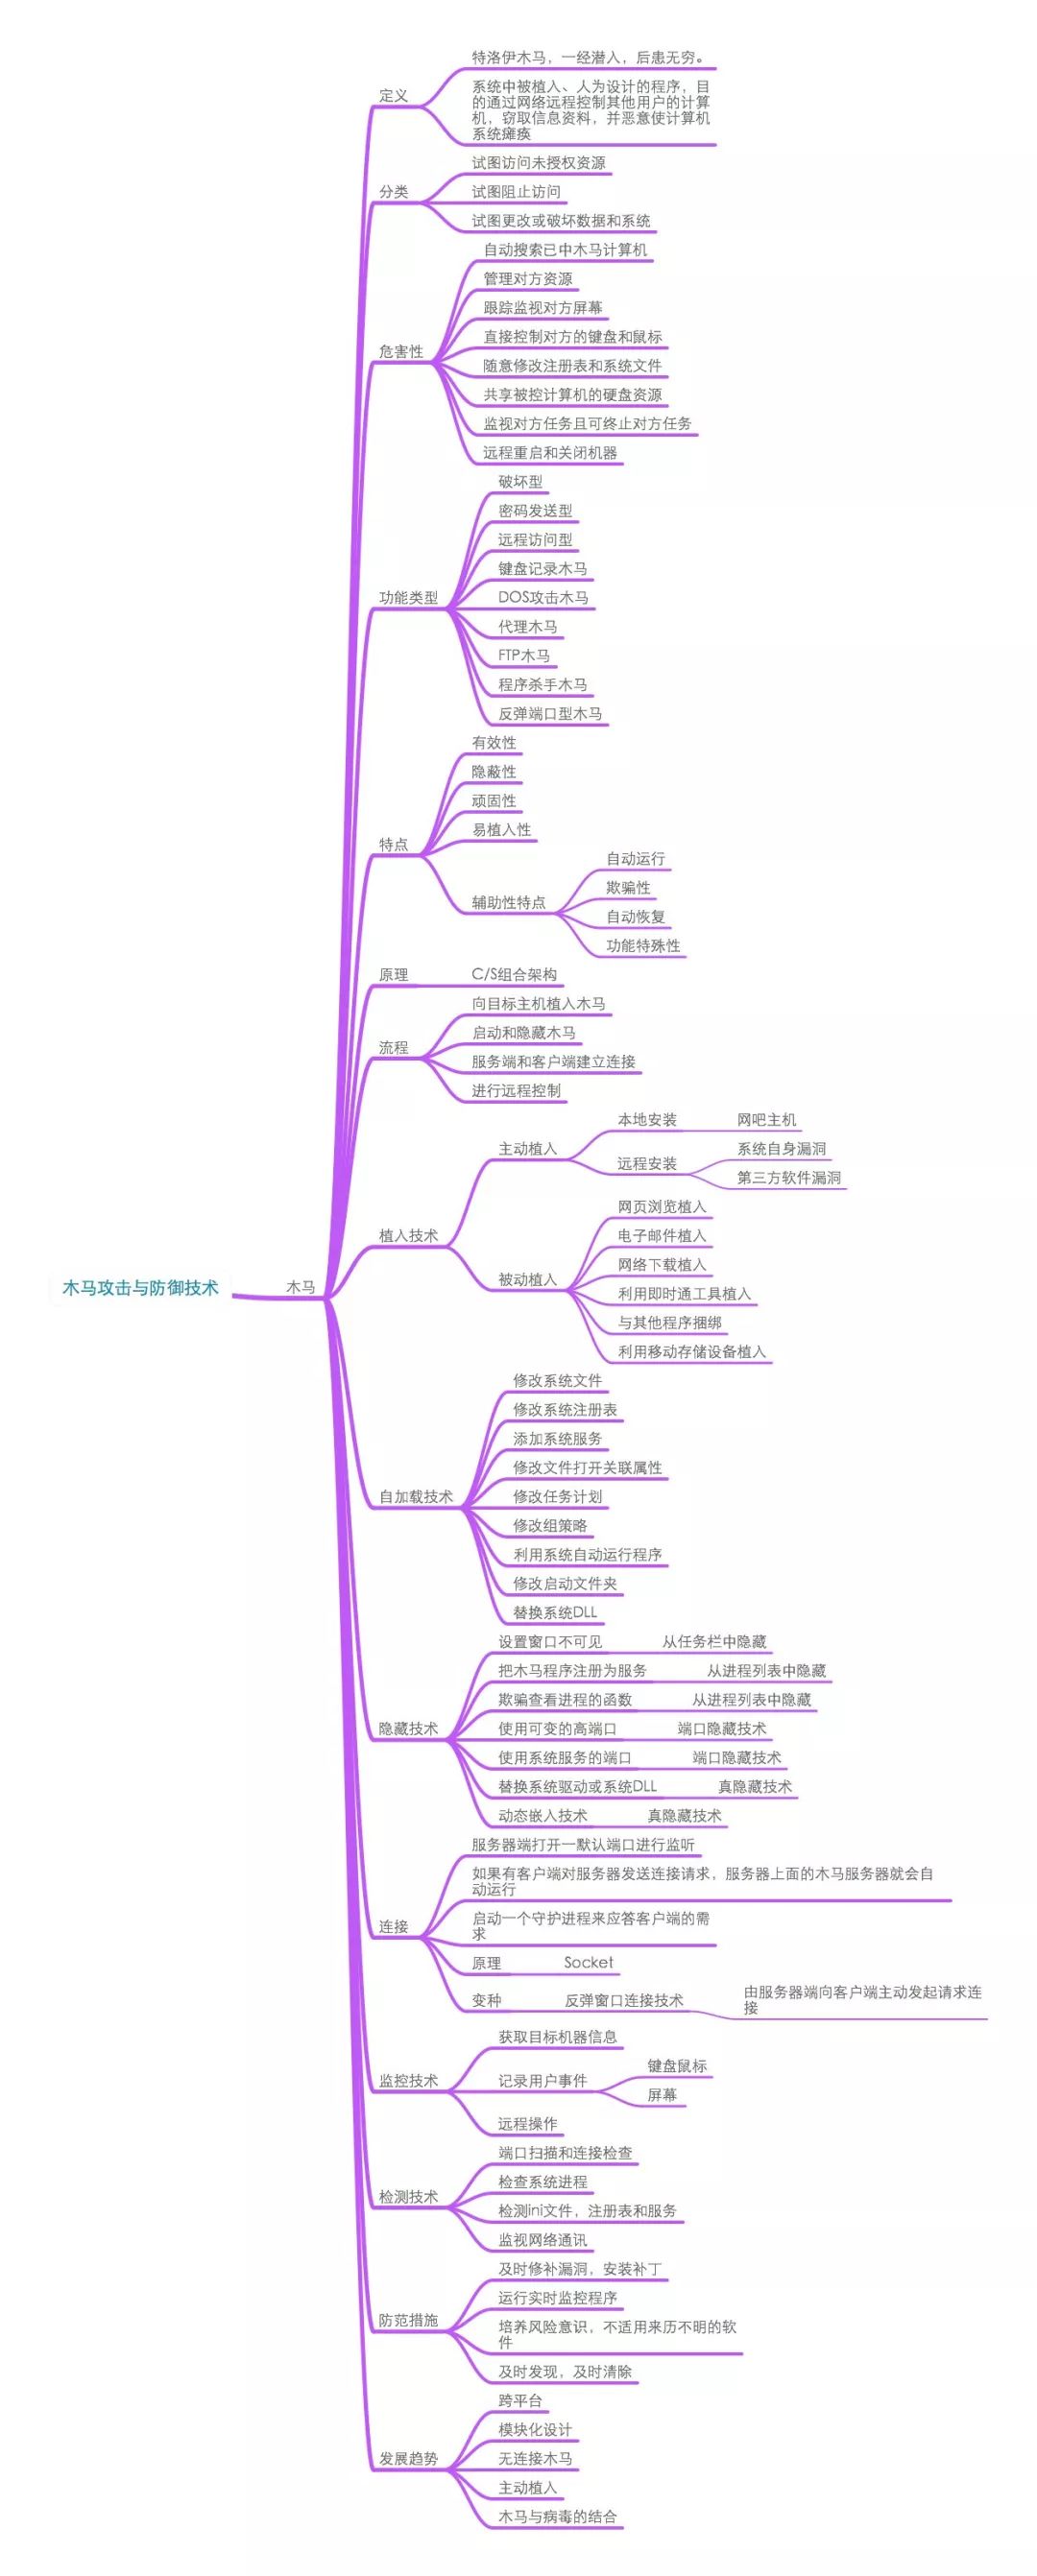 特洛伊木马，一经潜入，后患无穷。
定义
系统中被植入、人为设计的程序，目
的通过网络远程控制其他用户的计算
机，窃取信息资料，并恶意使计算机
系统瘫痪
试图访问未授权资源
分类
试图阻止访问
试图更改或破坏数据和系统
自动搜索已中木马计算机
管理对方资源
跟踪监视对方屏幕
直接控制对方的键盘和鼠标
危害性
随意修改注册表和系统文件
共享被控计算机的硬盘资源
监视对方任务且可终止对方任务
远程重启和关闭机器
破坏型
密码发送型
远程访问型
键盘记录木马
功能类型
DOS攻击木马
代理木马
FTP木马
程序杀手木马
反弹端口型木马
有效性
隐蔽性
顽固性
易植入性
特点
自动运行
欺骗性
辅助性特点
自动恢复
功能特殊性
原理
C/S组合架构
向目标主机植入木马
启动和隐藏木马
流程
服务端和客户端建立连接
进行远程控制
本地安装
网吧主机
主动植入
系统自身漏洞
远程安装
第三方软件漏洞
网页浏览植入
植入技术
电子邮件植入
网络下载植入
被动植入
木马攻击与防御技术
木马
利用即时通工具植入
与其他程序捆绑
利用移动存储设备植入
修改系统文件
修改系统注册表
添加系统服务
修改文件打开关联属性
自加载技术
修改任务计划
修改组策略
利用系统自动运行程序
修改启动文件夹
替换系统DLL
设置窗口不可见
从任务栏中隐藏
把木马程序注册为服务
从进程列表中隐藏
欺骗查看进程的函数
从进程列表中隐藏
隐藏技术
使用可变的高端口
端口隐藏技术
使用系统服务的端口
端口隐藏技术
替换系统驱动或系统DLL
真隐藏技术
动态嵌入技术
真隐藏技术
服务器端打开一默认端口进行监听
如果有客户端对服务器发送连接请求，服务器上面的木马服务器就会自
动运行
连接
启动一个守护进程来应答客户端的需
求
原理
Socket
变种
反弹窗口连接技术
由服务器端向客户端主动发起请求连
接
获取目标机器信息
监控技术
记录用户事件
键盘鼠标
屏幕
远程操作
端口扫描和连接检查
检测技术
检查系统进程
检测ini文件，注册表和服务
监视网络通讯
及时修补漏洞，安装补丁
运行实时监控程序
防范措施
培养风险意识，不适用来历不明的软
件
及时发现，及时清除
跨平台
模块化设计
发展趋势
无连接木马
主动植入
木马与病毒的结合